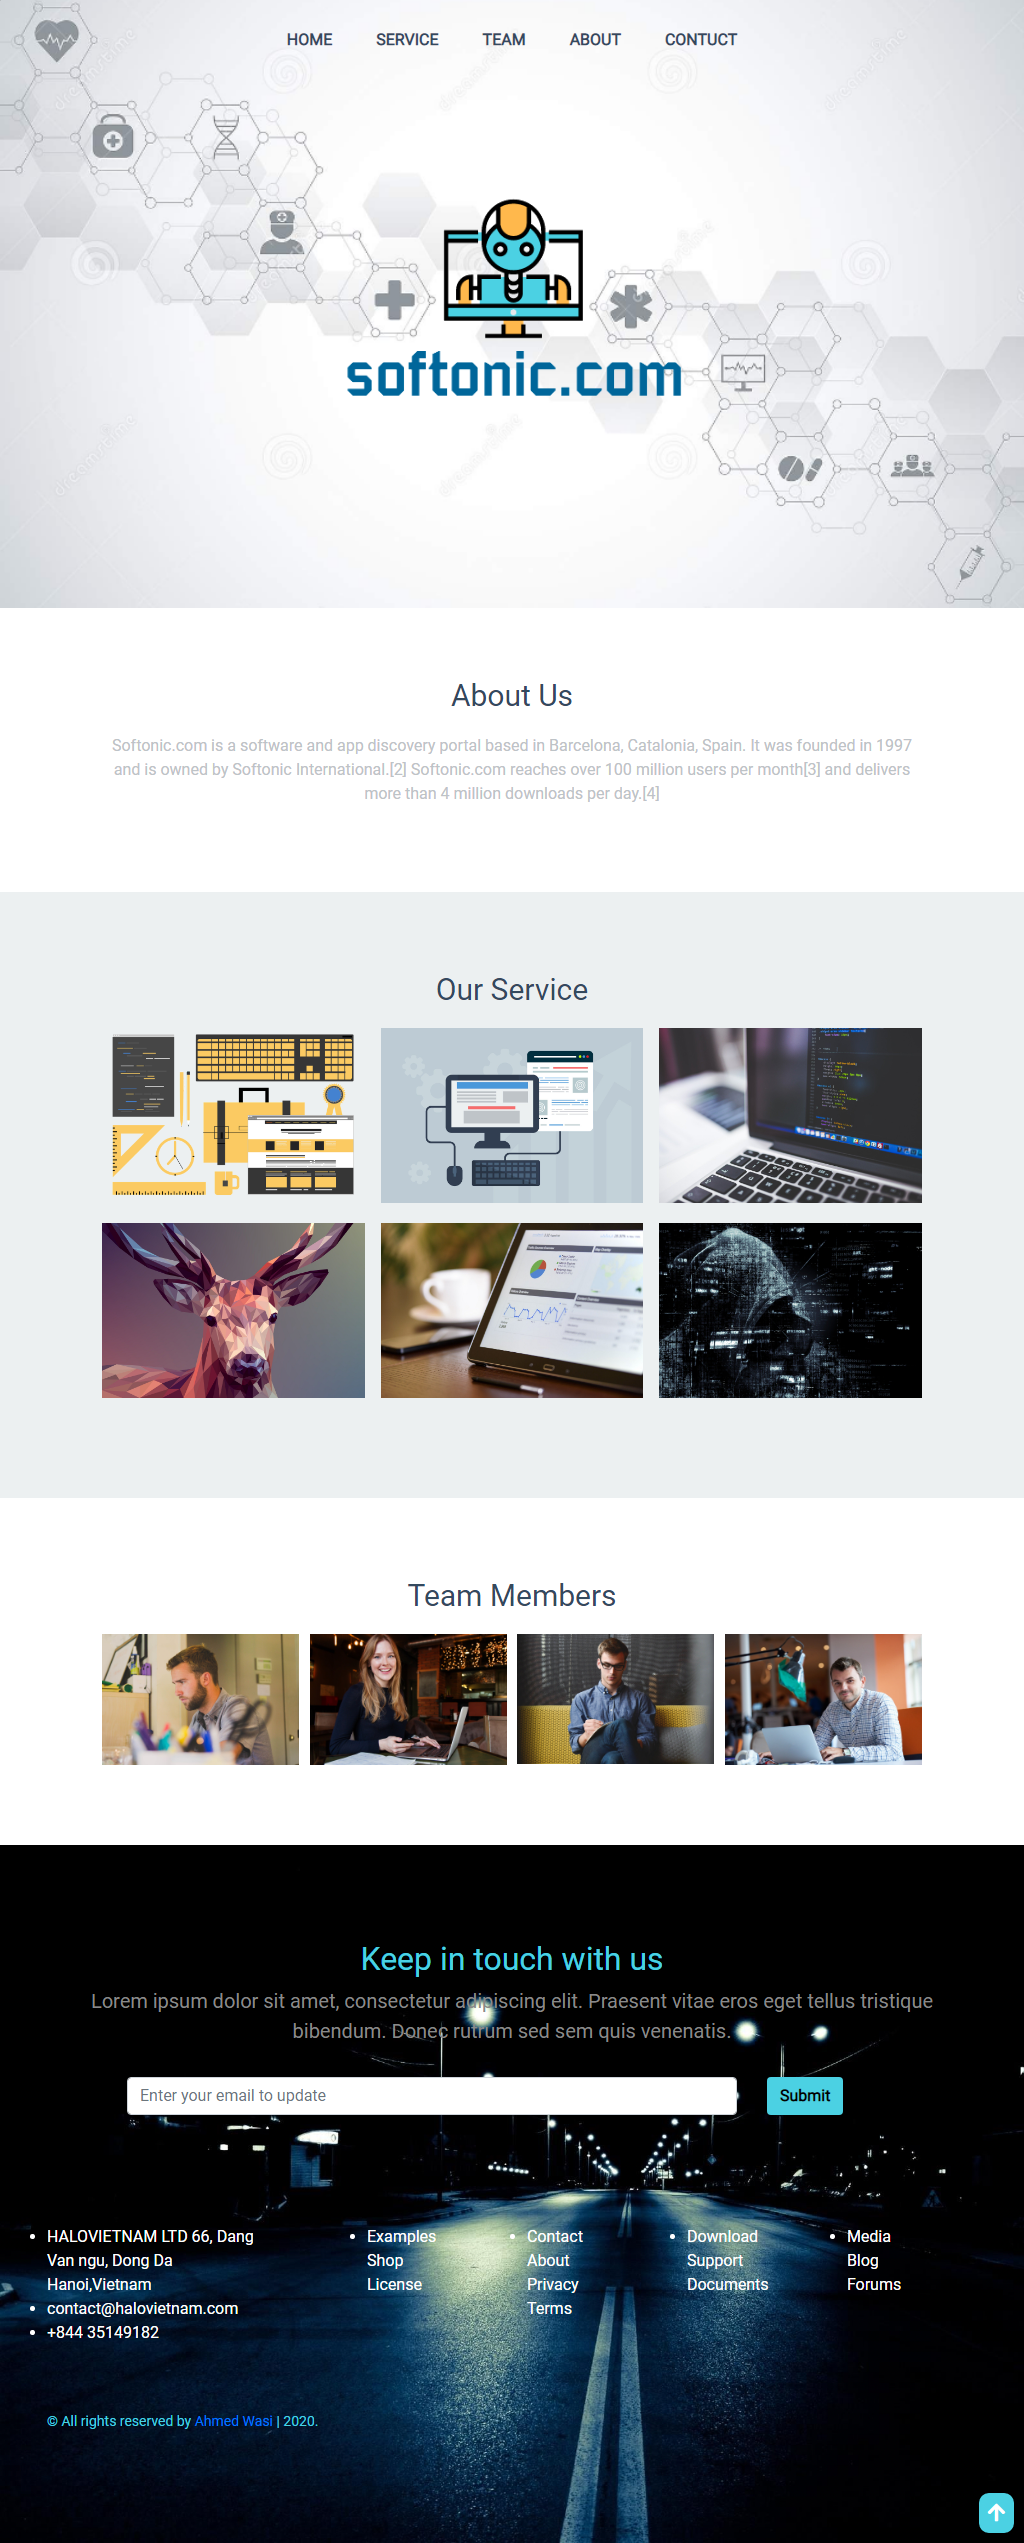 HOME SERVICE TEAM ABOUT CONTUCT
dreamstime
softonic.com
About Us
Softonic.com is a software and app discovery portal based in Barcelona, Catalonia, Spain. It was founded in 1997
and is owned by Softonic International.[2] Softonic.com reaches over 100 million users per month[3] and delivers
more than 4 million downloads per day.[4]
Our Service
Team Members
Keep in touch with us
Lorem ipsum dolor sit amet, consectetur adipiscing elit. Praesent vitae eros eget tellus tristique
bibendum. Donec rutrum sed sem quis venenatis.
Enter your email to update Submit
HALOVIETNAM LTD 66, Dang
Van ngu, Dong Da
Hanoi,Vietnam
contact@halovietnam.com
+844 35149182
Examples
Shop
License
Contact
About
Privacy
Terms
Download
Support
Documents
Media
Blog
Forums
© All rights reserved by Ahmed Wasi | 2020.